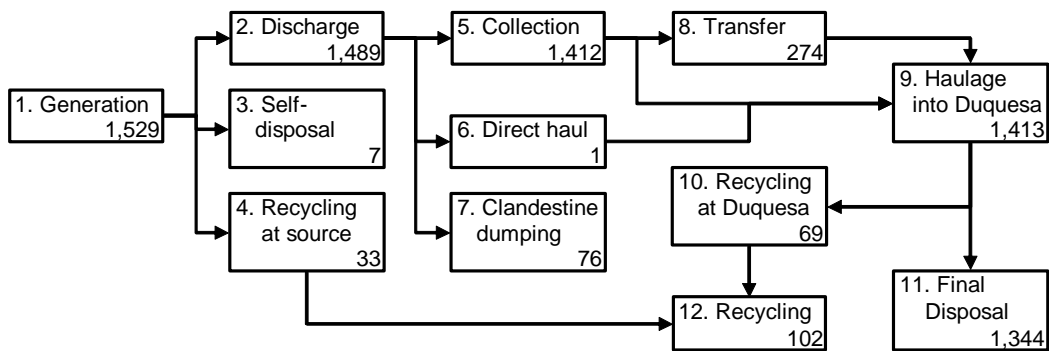 1. Generation
1,529
2. Discharge
1,489
3. Self-
disposal
7
4. Recycling
at source
33
5. Collection
1,412
6. Direct haul
1
7. Clandestine
dumping
76
8. Transfer
274
9. Haulage
into Duquesa
1,413
10. Recycling
at Duquesa
69
11. Final
Disposal
1,344
12. Recycling
102